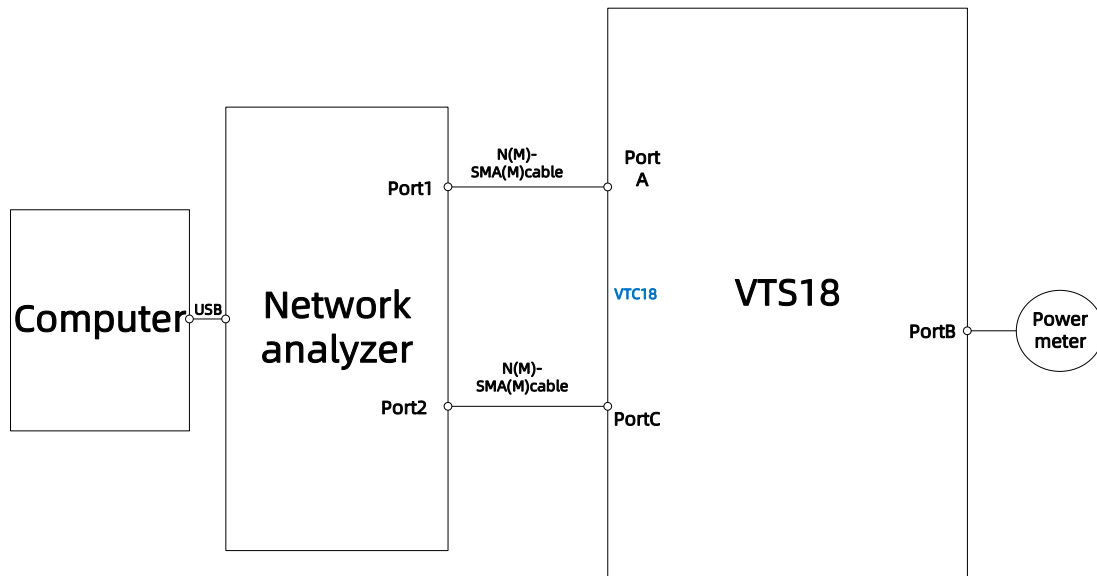 Computer
USB
Network
analyzer
Port1
Port2
N(M)-
SMA(M)cable
N(M)-
SMA(M)cable
Port
A
VTC18
PortC
VTS18
PortB
Power
meter